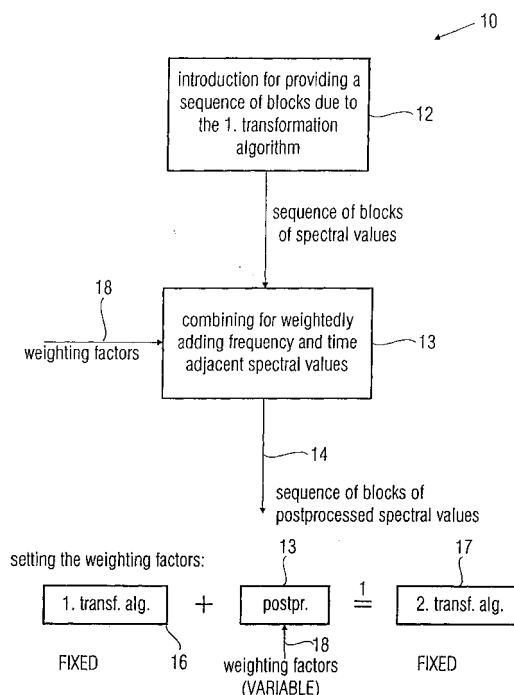 10
introduction for providing a
sequence of blocks due to
the 1. transformation
algorithm
12
sequence of blocks
of spectral values
18
weighting factors
combining for weightedly
adding frequency and time
adjacent spectral values
13
14
sequence of blocks of
postprocessed spectral values
setting the weighting factors:
13
17
1. transf. alg.
+
postpr.
!
=
2. transf. alg.
16
18
FIXED
weighting factors
(VARIABLE)
FIXED